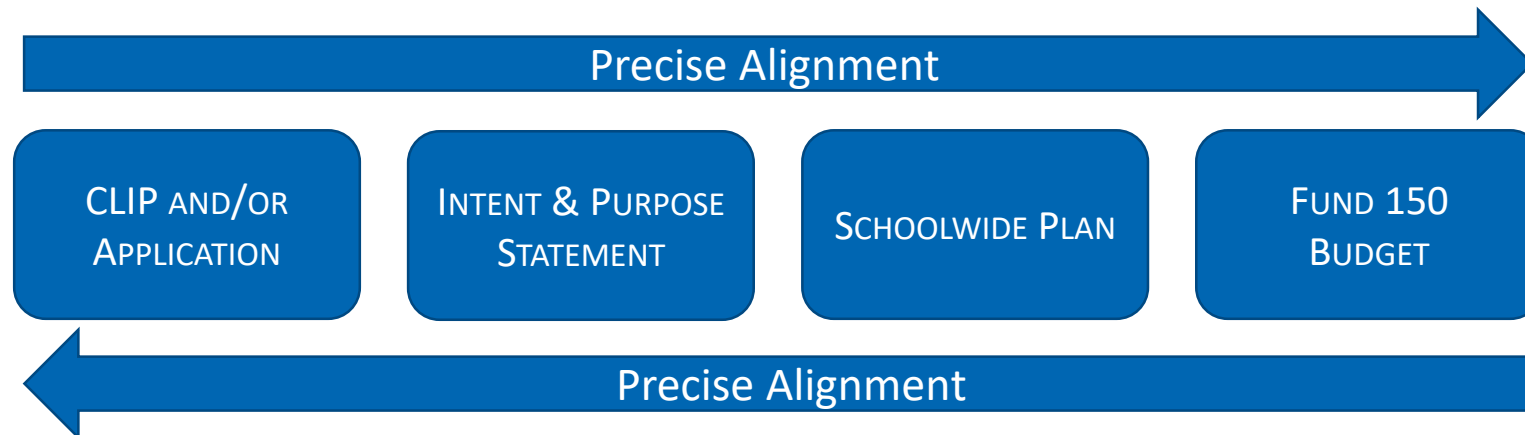 Precise Alignment
CLIP AND/OR
APPLICATION
INTENT & PURPOSE
STATEMENT
SCHOOLWIDE PLAN
FUND 150
BUDGET
Precise Alignment